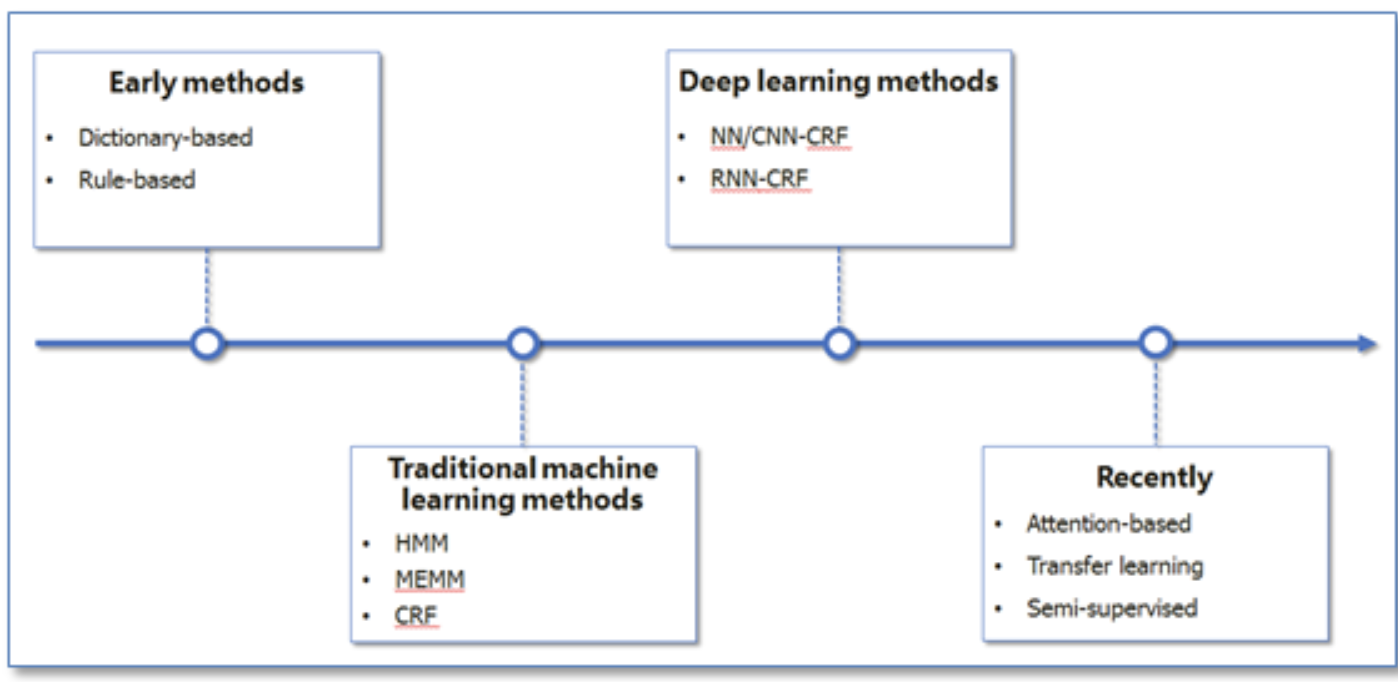 Early methods
• Dictionary-based
• Rule-based
Traditional machine
learning methods
• HMM
• MEMM
• CRF
Deep learning methods
• NN/CNN-CRF
• RNN-CRF
Recently
• Attention-based
• Transfer learning
• Semi-supervised